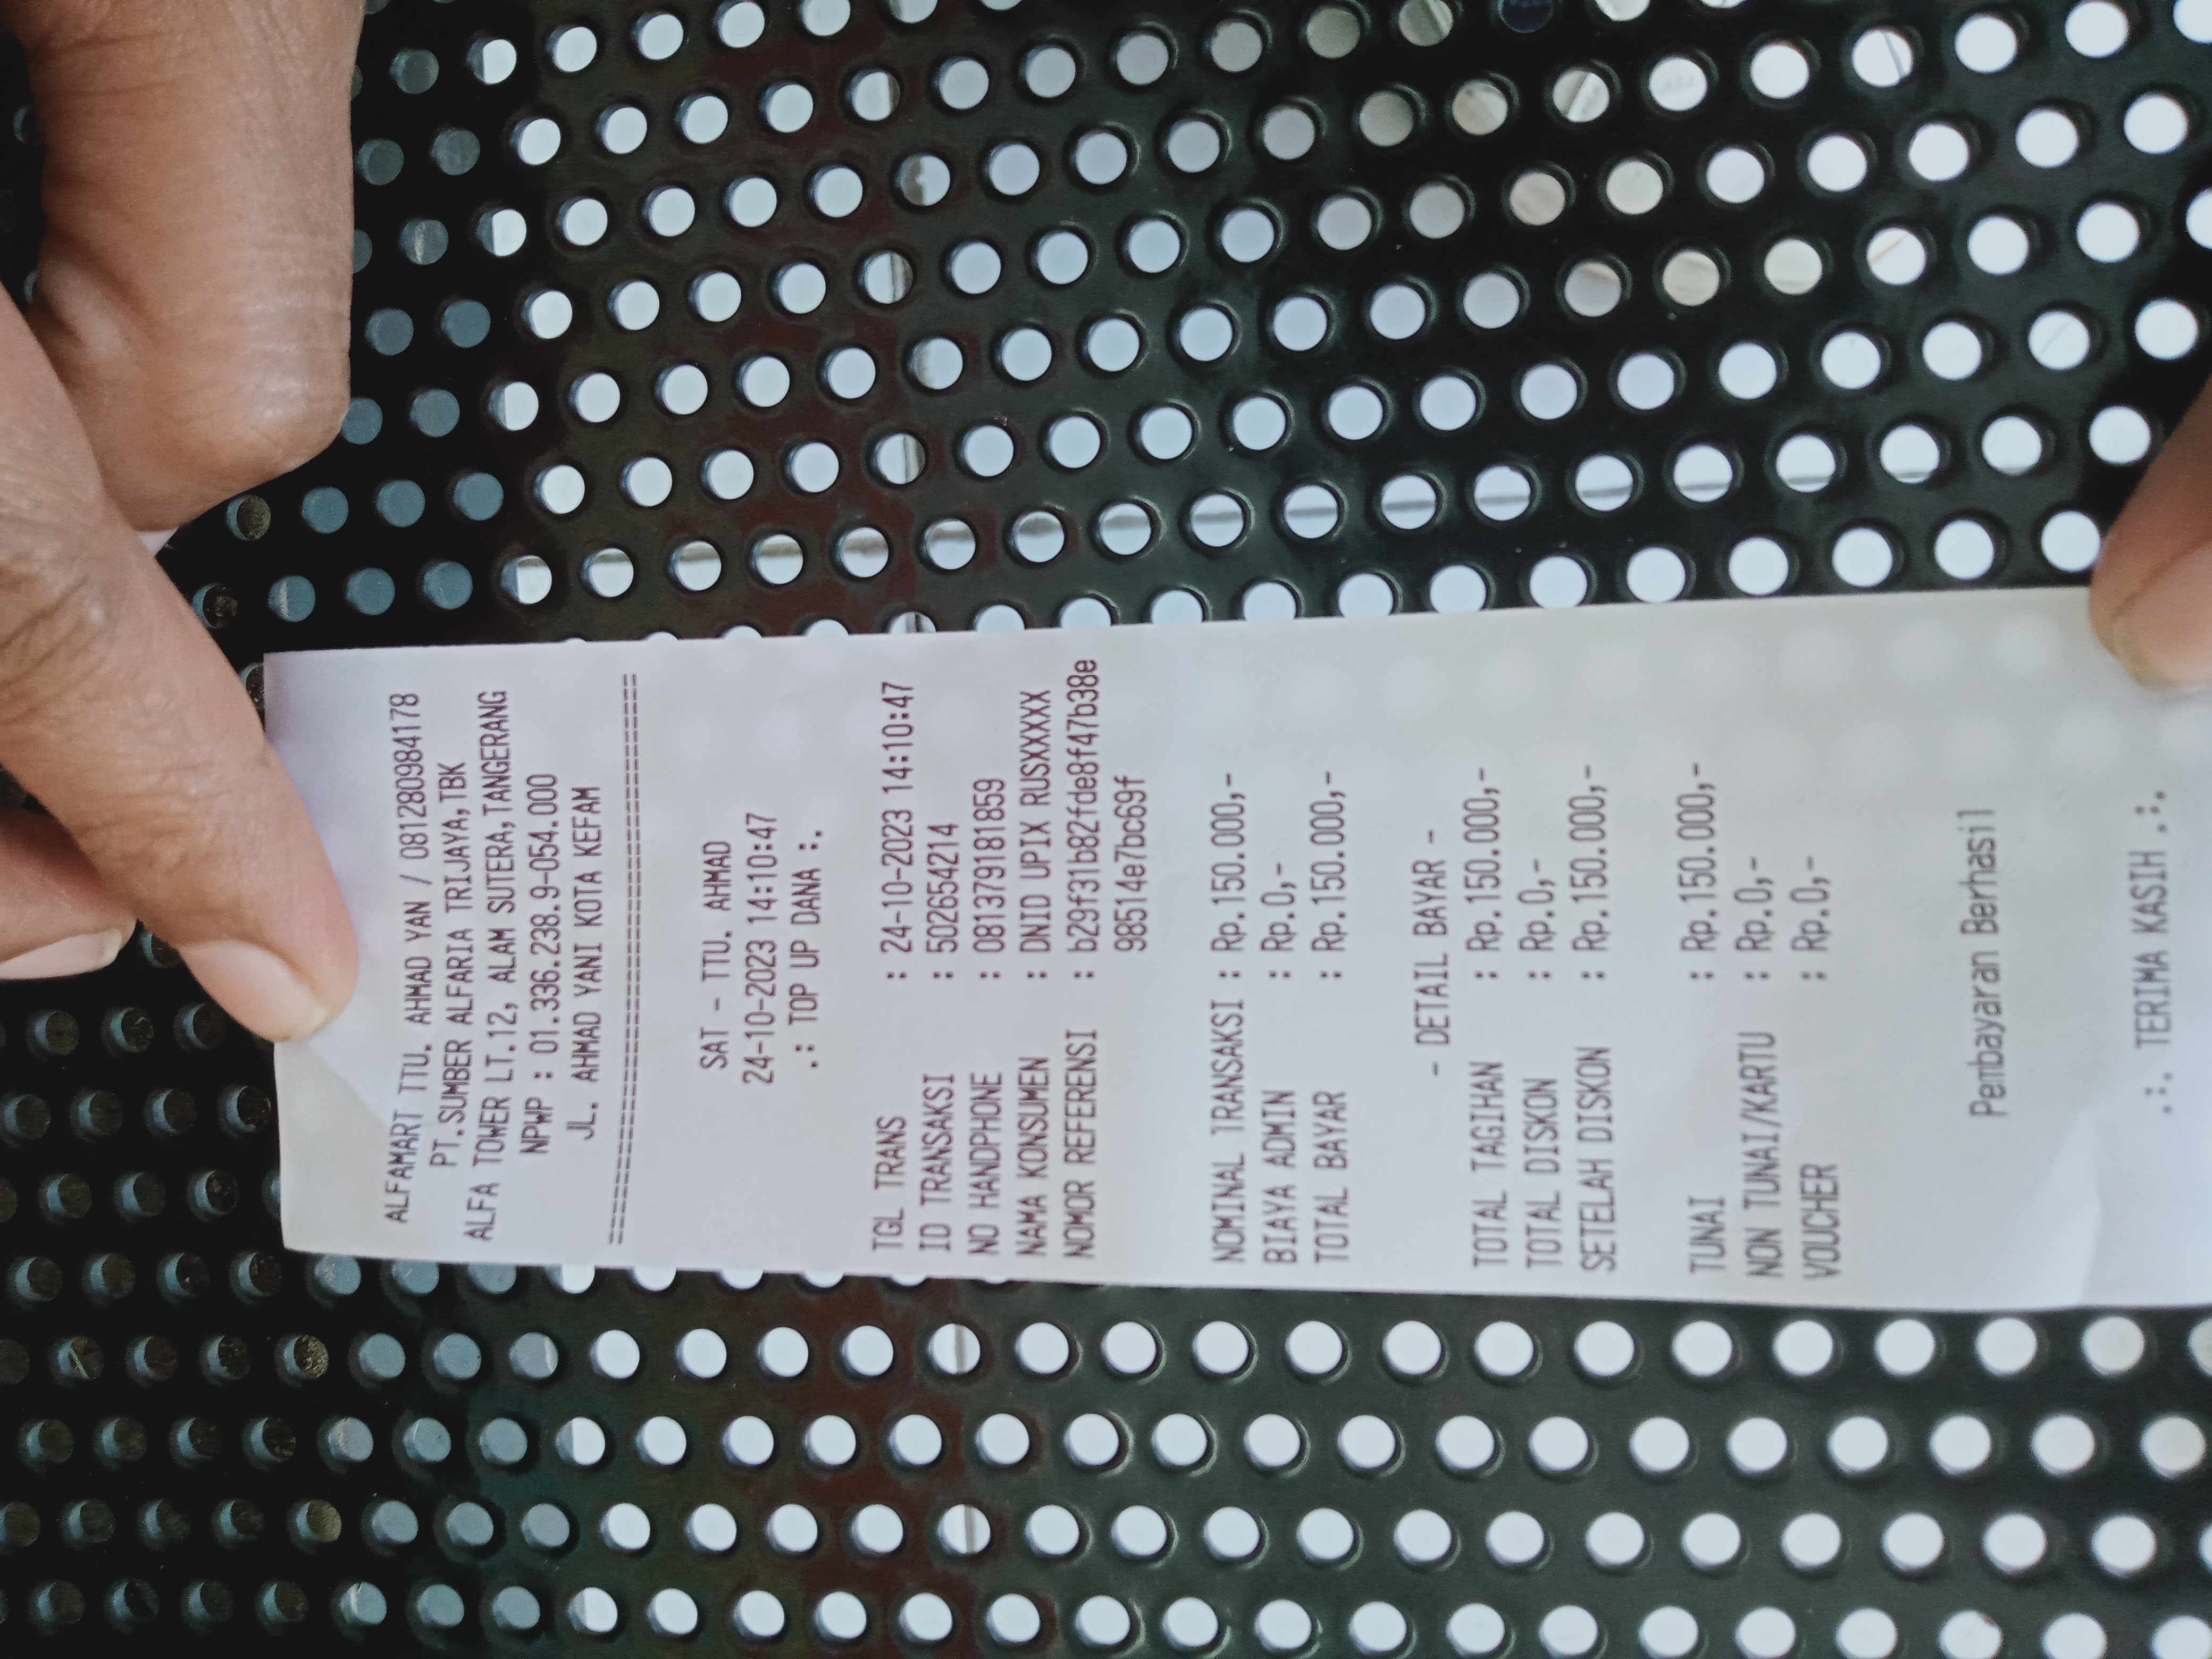 ALFAMART TTU. AHMAD YAN / 081280984178
PT.SUMBER ALFARIA TRIJAYA,TBK
ALFA TOWER LT.12, ALAM SUTERA,TANGERANG
NPWP : 01.336.238.9-054.000
JL. AHMAD YANI KOTA KEFAM
======================================
SAT - TTU. AHMAD
24-10-2023 14:10:47
.: TOP UP DANA :.
TGL TRANS : 24-10-2023 14:10:47
ID TRANSAKSI : 502654214
NO HANDPHONE : 081379181859
NAMA KONSUMEN : DNID UPIX RUSXXXXX
NOMOR REFERENSI : b29f31b82fde8f47b38e
98514e7bc69f
NOMINAL TRANSAKSI : Rp.150.000,-
BIAYA ADMIN : Rp.0,-
TOTAL BAYAR : Rp.150.000,-
- DETAIL BAYAR -
TOTAL TAGIHAN : Rp.150.000,-
TOTAL DISKON : Rp.0,-
SETELAH DISKON : Rp.150.000,-
TUNAI : Rp.150.000,-
NON TUNAI/KARTU : Rp.0,-
VOUCHER : Rp.0,-
Pembayaran Berhasil
.:. TERIMA KASIH .:.